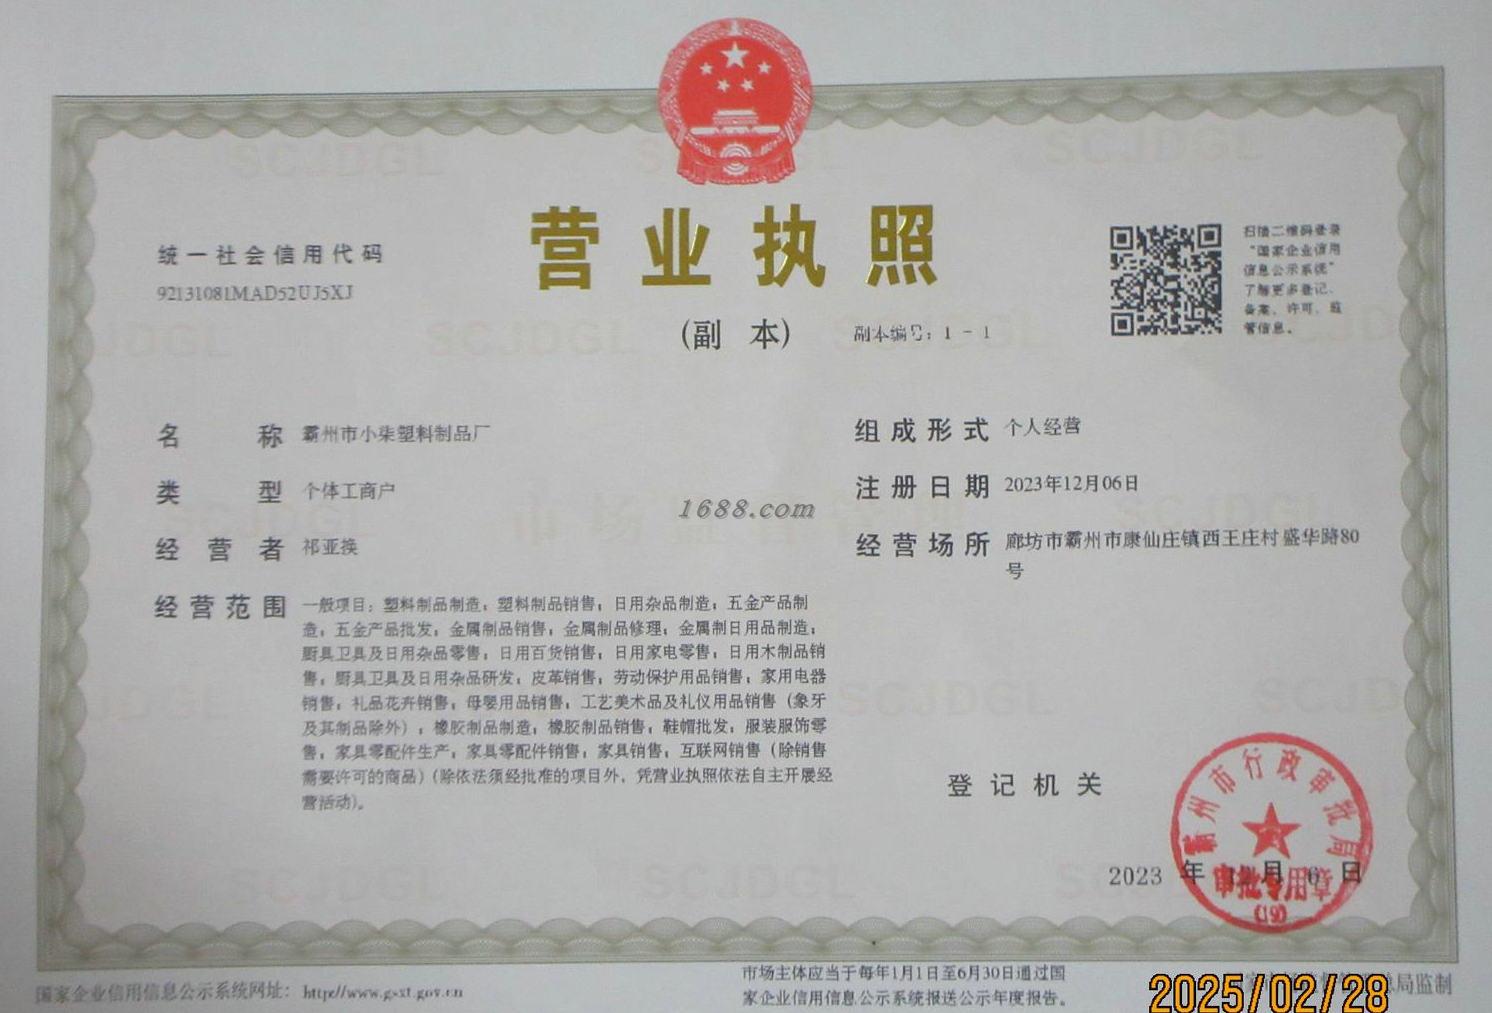 营业执照
(副 本)
副本编号：1 - 1
统一社会信用代码
92131081MAD52UJ5XJ
扫描二维码登录
“国家企业信用
信息公示系统”
了解更多登记、
备案、许可、监
管信息。
名 称 霸州市小柒塑料制品厂
类 型 个体工商户
经 营 者 祁亚换
经营范围 一般项目：塑料制品制造；塑料制品销售；日用杂品制造；五金产品制
造；五金产品批发；金属制品销售；金属制品修理；金属制日用品制造；
厨具卫具及日用杂品零售；日用百货销售；日用家电零售；日用木制品销
售；厨具卫具及日用杂品研发；皮革销售；劳动保护用品销售；家用电器
销售；礼品花卉销售；母婴用品销售；工艺美术品及礼仪用品销售（象牙
及其制品除外）；橡胶制品制造；橡胶制品销售；鞋帽批发；服装服饰零
售；家具零配件生产；家具零配件销售；家具销售；互联网销售（除销售
需要许可的商品）(除依法须经批准的项目外，凭营业执照依法自主开展经
营活动)。
组成形式 个人经营
注册日期 2023年12月06日
经营场所 廊坊市霸州市康仙庄镇西王庄村盛华路80
号
1688.com
登记机关
霸州市行政审批局
审批专用章
(19)
2023 年 月 6 日
国家企业信用信息公示系统网址： http://www.gsxt.gov.cn
市场主体应当于每年1月1日至6月30日通过国
家企业信用信息公示系统报送公示年度报告。
局监制
2025/02/28
SCJDGL